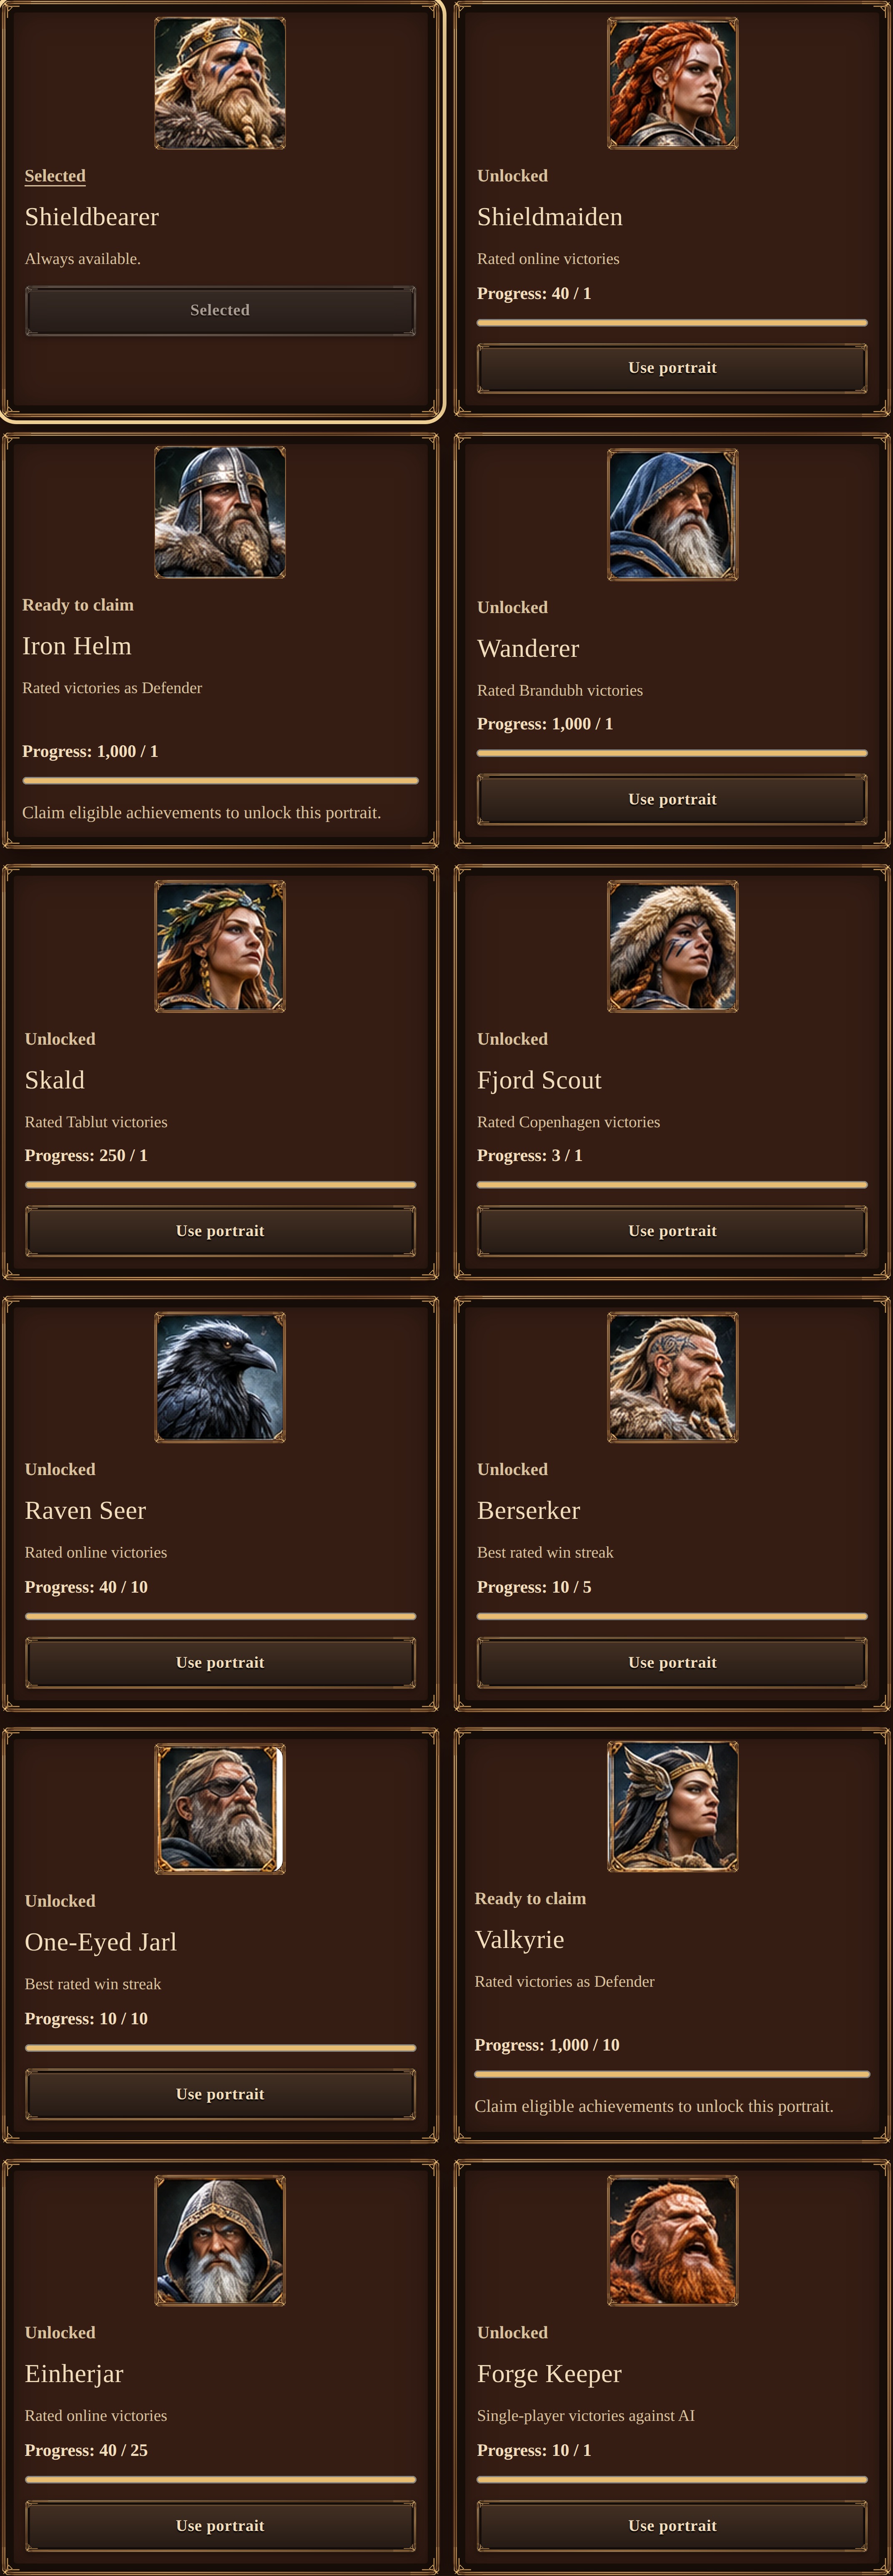 Selected
Shieldbearer
Always available.
Selected
Unlocked
Shieldmaiden
Rated online victories
Progress: 40 / 1
Use portrait
Ready to claim
Iron Helm
Rated victories as Defender
Progress: 1,000 / 1
Claim eligible achievements to unlock this portrait.
Unlocked
Wanderer
Rated Brandubh victories
Progress: 1,000 / 1
Use portrait
Unlocked
Skald
Rated Tablut victories
Progress: 250 / 1
Use portrait
Unlocked
Fjord Scout
Rated Copenhagen victories
Progress: 3 / 1
Use portrait
Unlocked
Raven Seer
Rated online victories
Progress: 40 / 10
Use portrait
Unlocked
Berserker
Best rated win streak
Progress: 10 / 5
Use portrait
Unlocked
One-Eyed Jarl
Best rated win streak
Progress: 10 / 10
Use portrait
Ready to claim
Valkyrie
Rated victories as Defender
Progress: 1,000 / 10
Claim eligible achievements to unlock this portrait.
Unlocked
Einherjar
Rated online victories
Progress: 40 / 25
Use portrait
Unlocked
Forge Keeper
Single-player victories against AI
Progress: 10 / 1
Use portrait